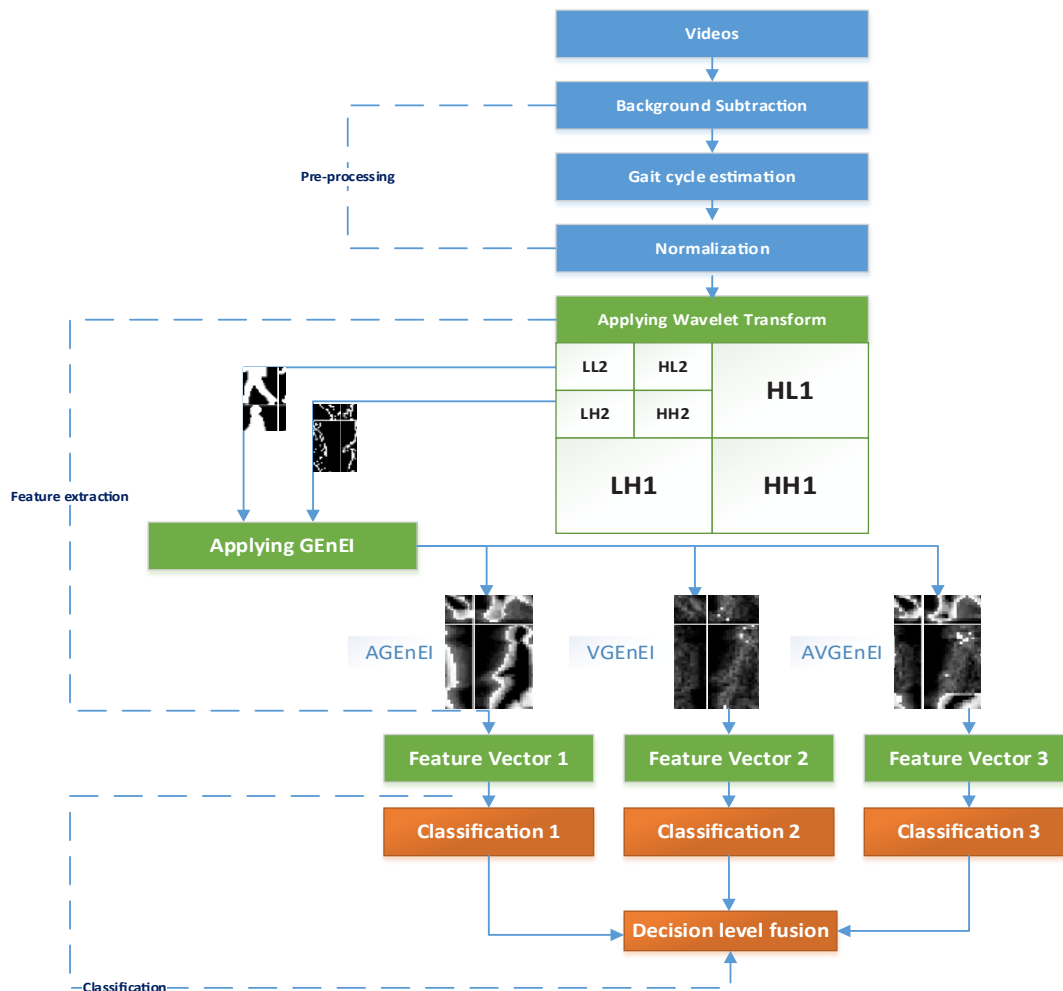 Videos
Background Subtraction
Pre-processing
Gait cycle estimation
Normalization
Applying Wavelet Transform
LL2
HL2
HL1
LH2
HH2
LH1
HH1
Feature extraction
Applying GEnEI
AGEnEI
VGEnEI
AVGEnEI
Feature Vector 1
Feature Vector 2
Feature Vector 3
Classification 1
Classification 2
Classification 3
Decision level fusion
Classification